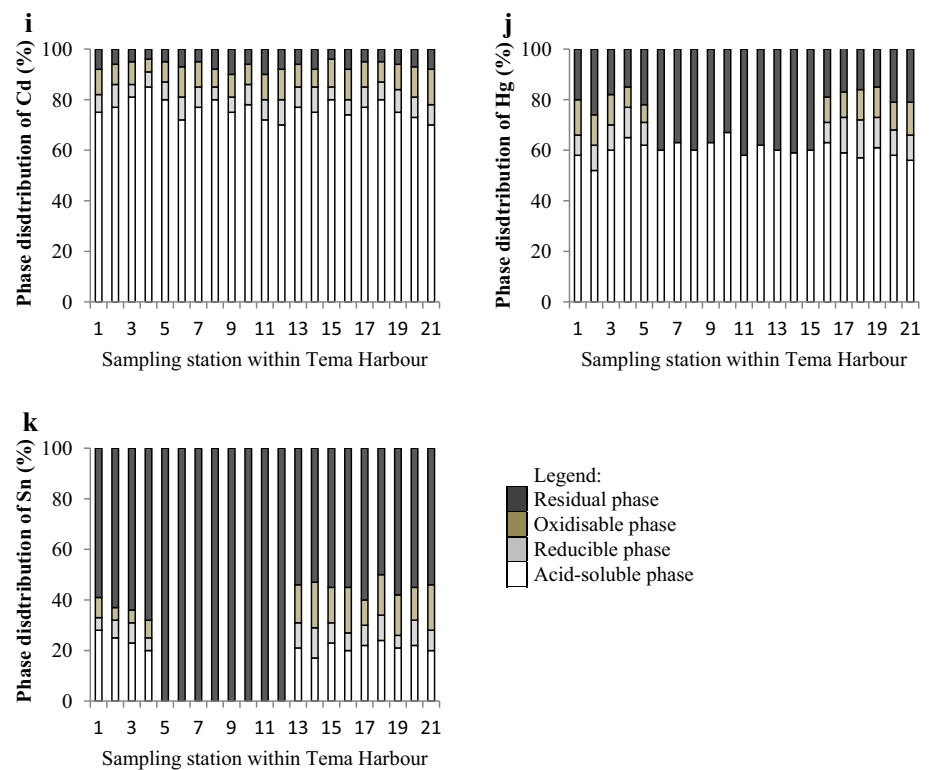 i
Phase disdtribution of Cd (%)
100
80
60
40
20
0
1 3 5 7 9 11 13 15 17 19 21
Sampling station within Tema Harbour
j
Phase disdtribution of Hg (%)
100
80
60
40
20
0
1 3 5 7 9 11 13 15 17 19 21
Sampling station within Tema Harbour
k
Phase disdtribution of Sn (%)
100
80
60
40
20
0
1 3 5 7 9 11 13 15 17 19 21
Sampling station within Tema Harbour
Legend:
Residual phase
Oxidisable phase
Reducible phase
Acid-soluble phase